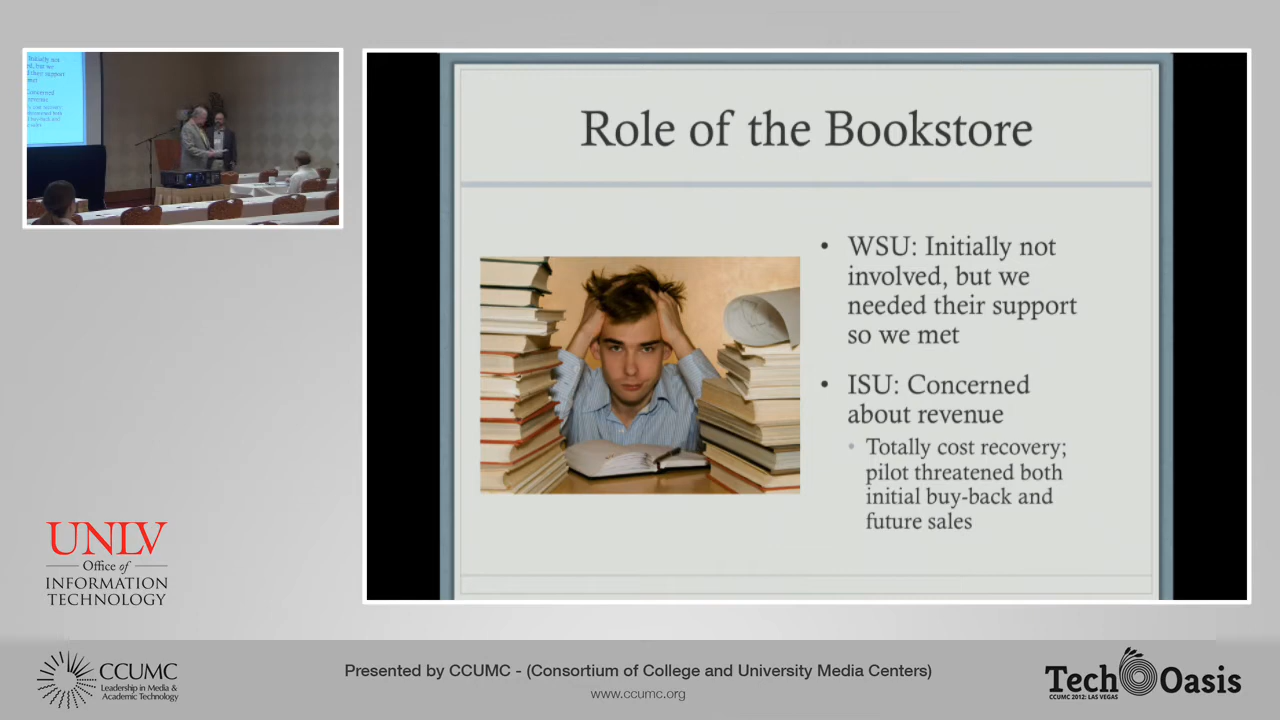 Role of the Bookstore
• WSU: Initially not
involved, but we
needed their support
so we met
• ISU: Concerned
about revenue
• Totally cost recovery;
pilot threatened both
initial buy-back and
future sales
UNLV
Office of
INFORMATION
TECHNOLOGY
CCUMC
Leadership in Media &
Academic Technology
Presented by CCUMC - (Consortium of College and University Media Centers)
www.ccumc.org
Tech Oasis
CCUMC 2012: LAS VEGAS